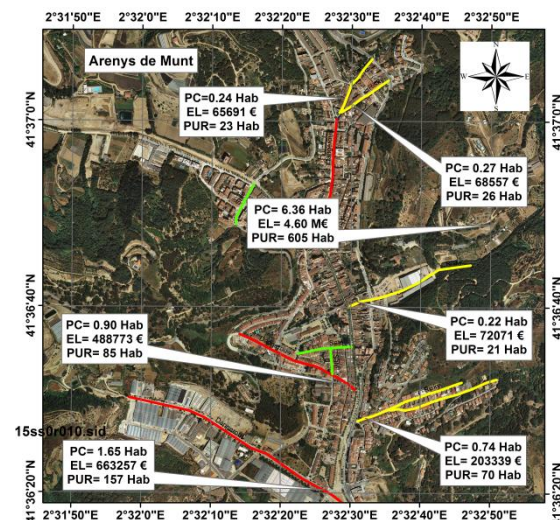 2°31'50"E 2°32'0"E 2°32'10"E 2°32'20"E 2°32'30"E 2°32'40"E 2°32'50"E
Arenys de Munt
N
W E
S
41°37'0"N
41°37'0"N
PC=0.24 Hab
EL= 65691 €
PUR= 23 Hab
PC= 0.27 Hab
EL= 68557 €
PUR= 26 Hab
PC= 6.36 Hab
EL= 4.60 M€
PUR= 605 Hab
41°36'40"N
41°36'40"N
PC= 0.90 Hab
EL= 488773 €
PUR= 85 Hab
PC= 0.22 Hab
EL= 72071 €
PUR= 21 Hab
15ss0r010.sid
PC= 1.65 Hab
EL= 663257 €
PUR= 157 Hab
PC= 0.74 Hab
EL= 203339 €
PUR= 70 Hab
41°36'20"N
41°36'20"N
2°31'50"E 2°32'0"E 2°32'10"E 2°32'20"E 2°32'30"E 2°32'40"E 2°32'50"E